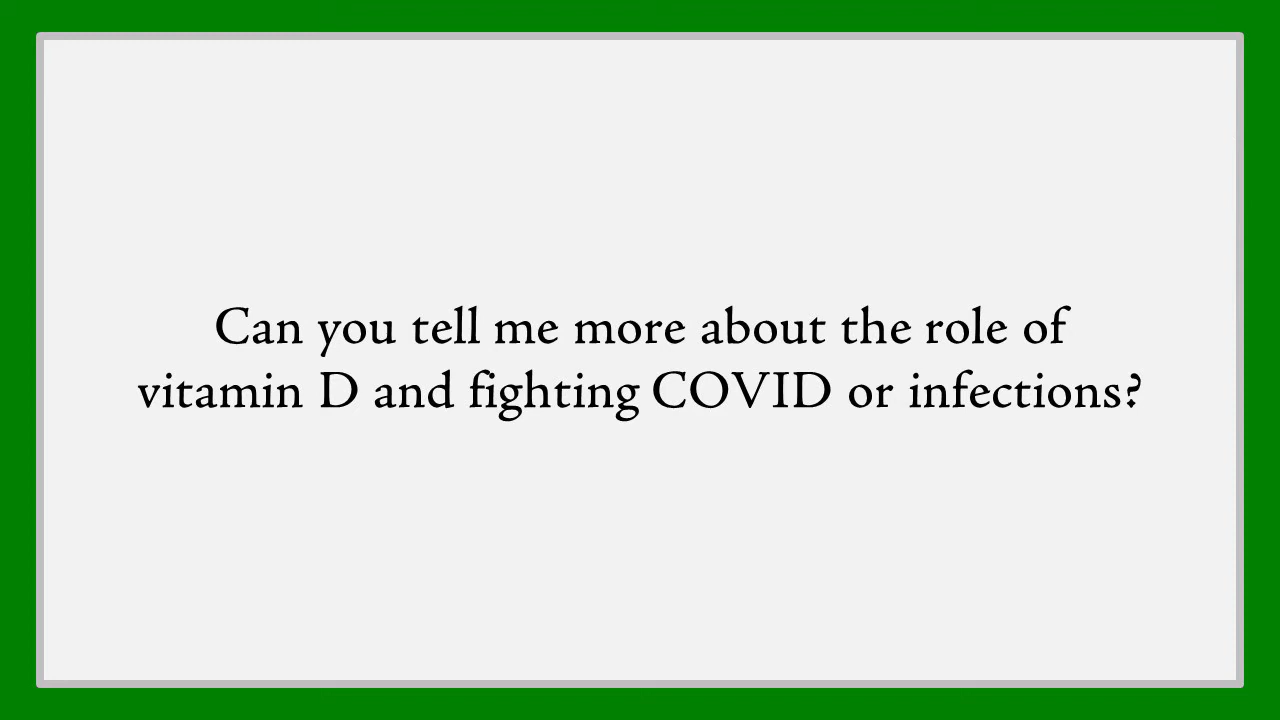 Can you tell me more about the role of
vitamin D and fighting COVID or infections?